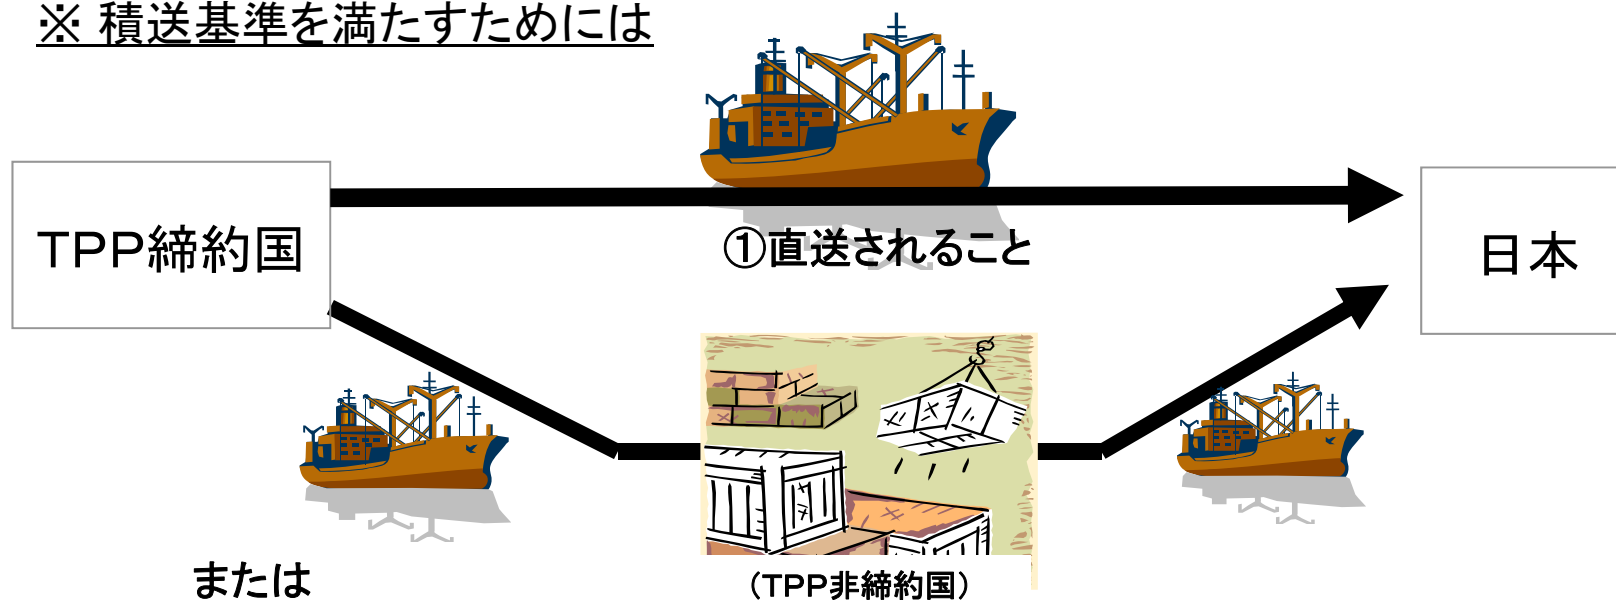 ※ 積送基準を満たすためには
TPP締約国
①直送されること
日本
または
(TPP非締約国)